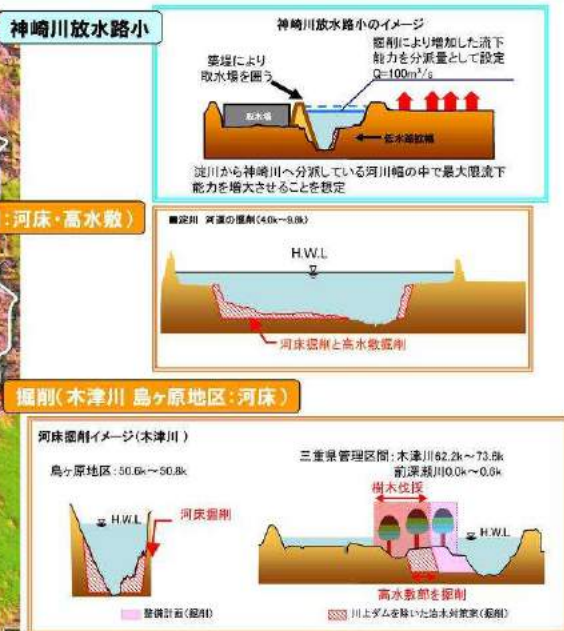 神崎川放水路小
神崎川放水路小のイメージ
築堤により
取水場を囲う
掘削により増加した流下
能力を分派量として設定
Q=100m³/s
取水場
低水路拡幅
淀川から神崎川へ分派している河川幅の中で最大限流下
能力を増大させることを想定
:河床・高水敷)
■淀川 河道の掘削(4.0k~9.8k)
H.W.L
河床掘削と高水敷掘削
掘削(木津川 島ヶ原地区:河床)
河床掘削イメージ(木津川)
島ヶ原地区:50.6k~50.8k
三重県管理区間:木津川62.2k~73.6k
前深瀬川0.0k~0.6k
樹木伐採
H.W.L
河床掘削
H.W.L
高水敷部を掘削
整備計画(掘削)
川上ダムを除いた治水対策案(掘削)